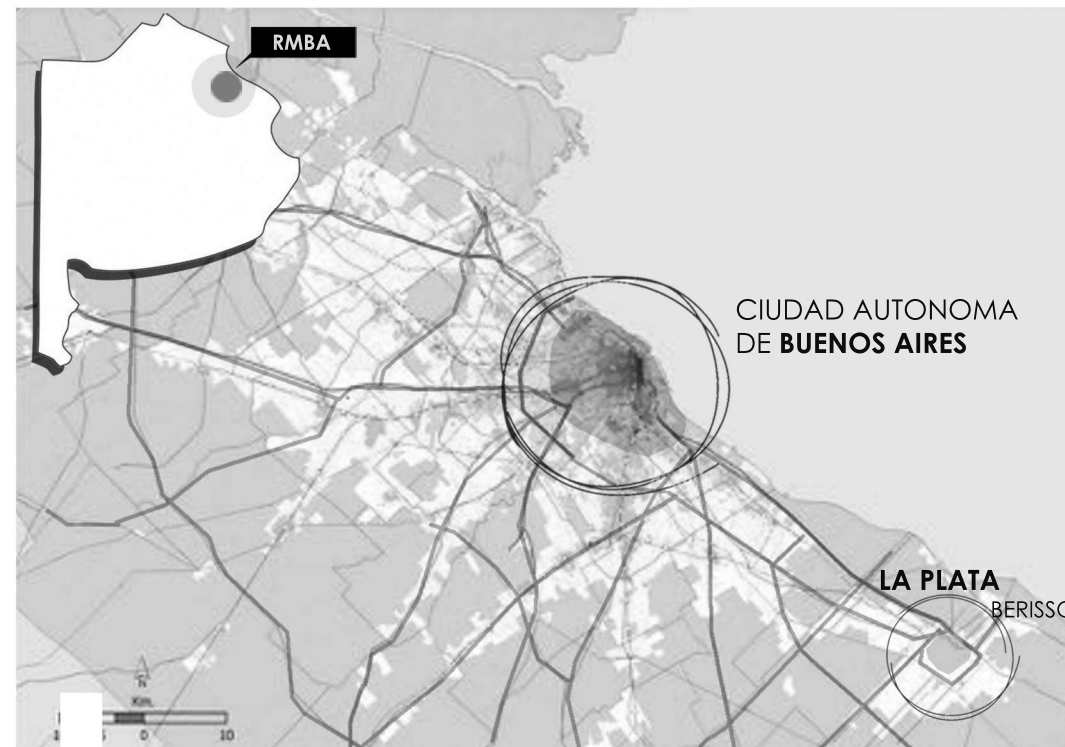 RMBA
CIUDAD AUTONOMA
DE BUENOS AIRES
LA PLATA
BERISSO
N
Km.
0 10